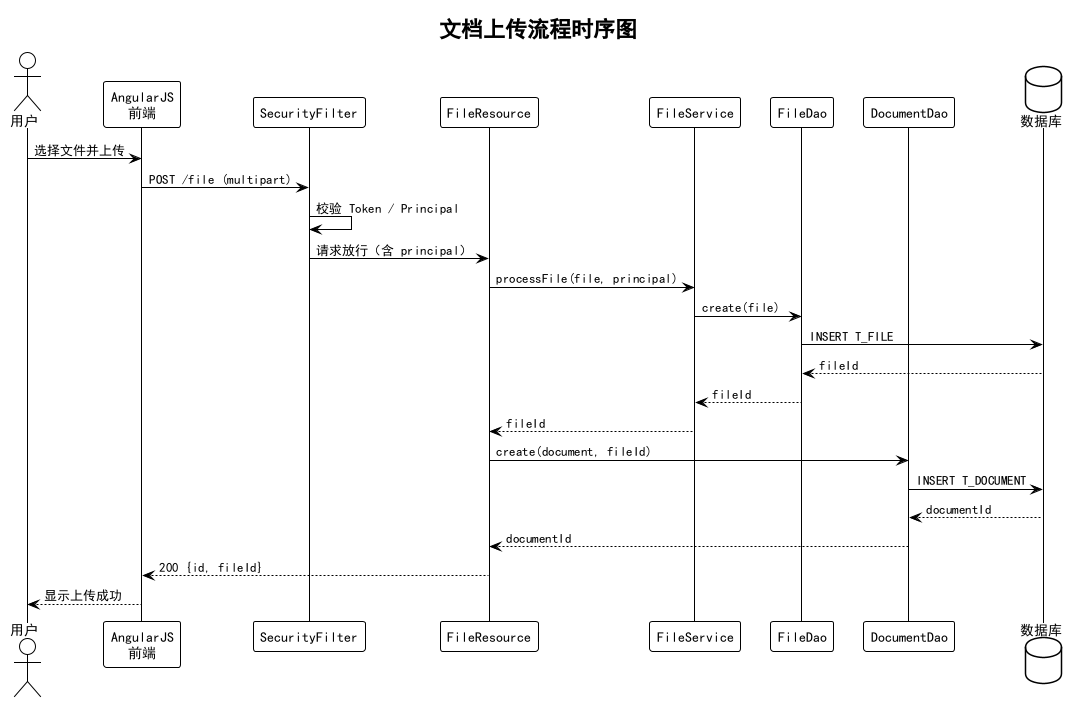 文档上传流程时序图
用户
AngularJS
前端
SecurityFilter
FileResource
FileService
FileDao
DocumentDao
数据库
选择文件并上传
POST /file (multipart)
校验 Token / Principal
请求放行（含 principal）
processFile(file, principal)
create(file)
INSERT T_FILE
fileId
fileId
fileId
create(document, fileId)
INSERT T_DOCUMENT
documentId
documentId
200 {id, fileId}
显示上传成功
用户
AngularJS
前端
SecurityFilter
FileResource
FileService
FileDao
DocumentDao
数据库